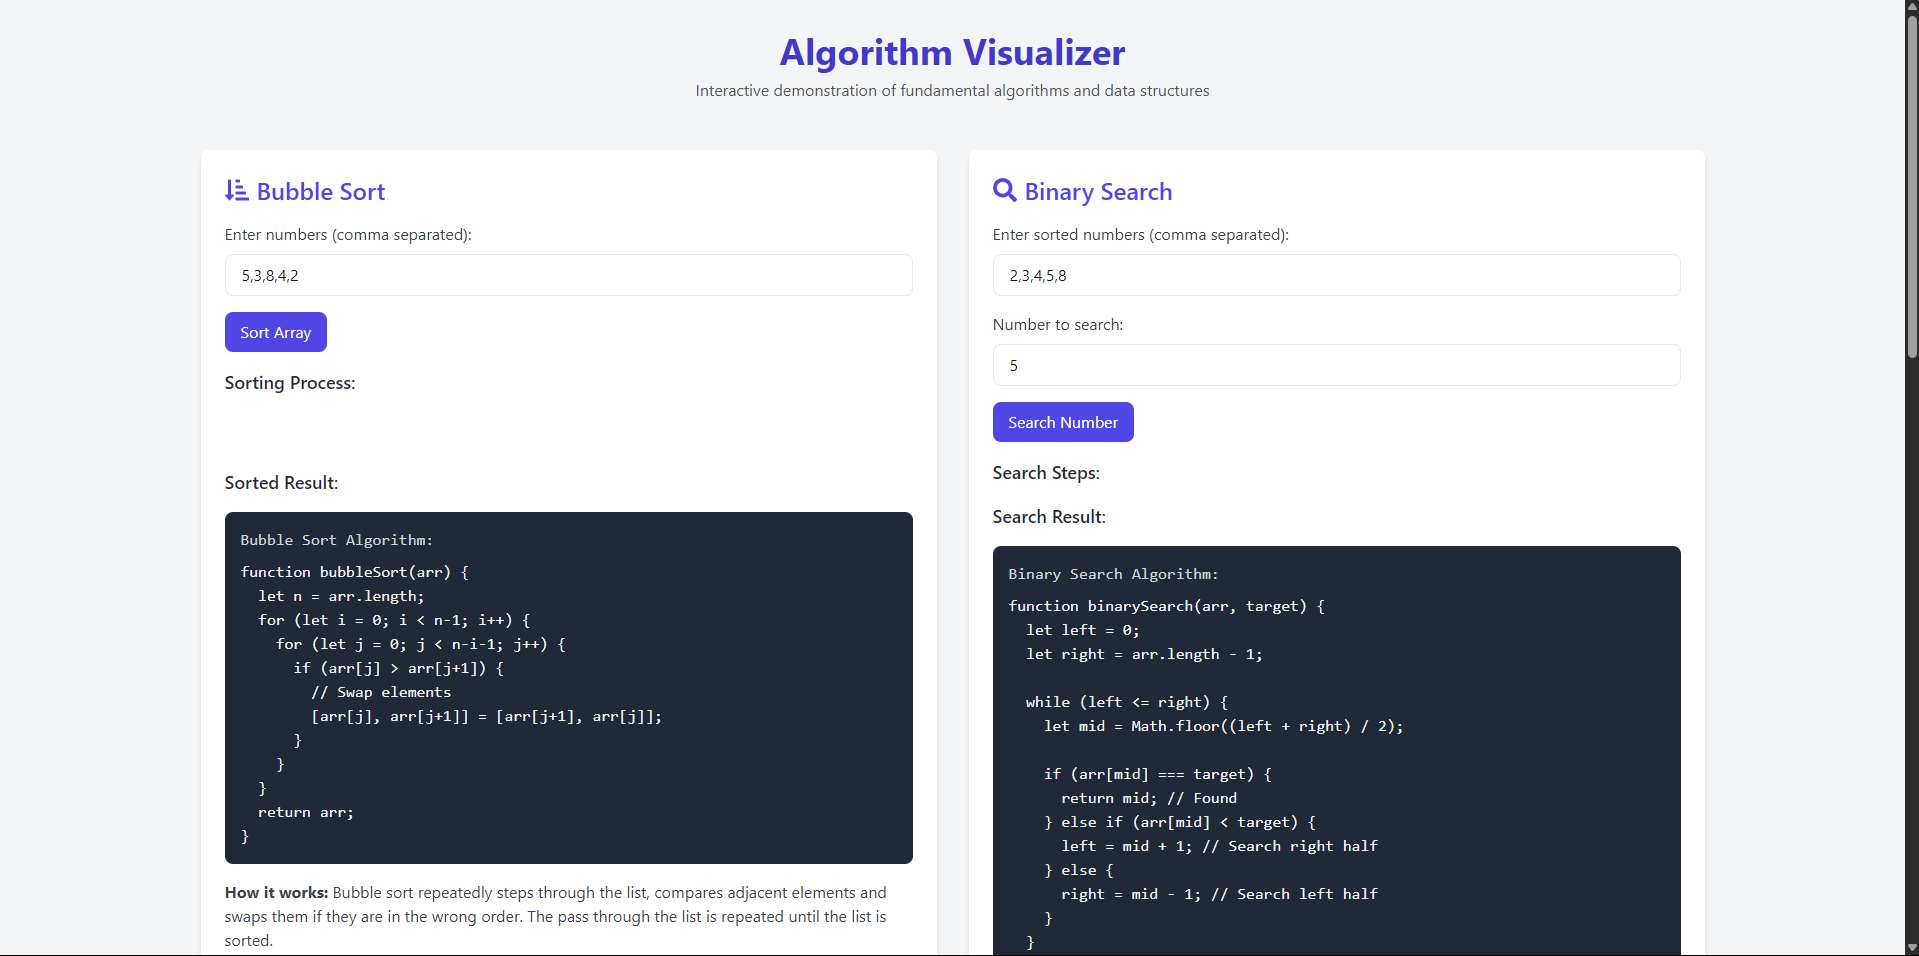 Algorithm Visualizer
Interactive demonstration of fundamental algorithms and data structures
Bubble Sort
Enter numbers (comma separated):
5,3,8,4,2
Sort Array
Sorting Process:
Sorted Result:
Bubble Sort Algorithm:
function bubbleSort(arr) {
  let n = arr.length;
  for (let i = 0; i < n-1; i++) {
    for (let j = 0; j < n-i-1; j++) {
      if (arr[j] > arr[j+1]) {
        // Swap elements
        [arr[j], arr[j+1]] = [arr[j+1], arr[j]];
      }
    }
  }
  return arr;
}
How it works: Bubble sort repeatedly steps through the list, compares adjacent elements and
swaps them if they are in the wrong order. The pass through the list is repeated until the list is
sorted.
Binary Search
Enter sorted numbers (comma separated):
2,3,4,5,8
Number to search:
5
Search Number
Search Steps:
Search Result:
Binary Search Algorithm:
function binarySearch(arr, target) {
  let left = 0;
  let right = arr.length - 1;
  while (left <= right) {
    let mid = Math.floor((left + right) / 2);
    if (arr[mid] === target) {
      return mid; // Found
    } else if (arr[mid] < target) {
      left = mid + 1; // Search right half
    } else {
      right = mid - 1; // Search left half
    }
  }